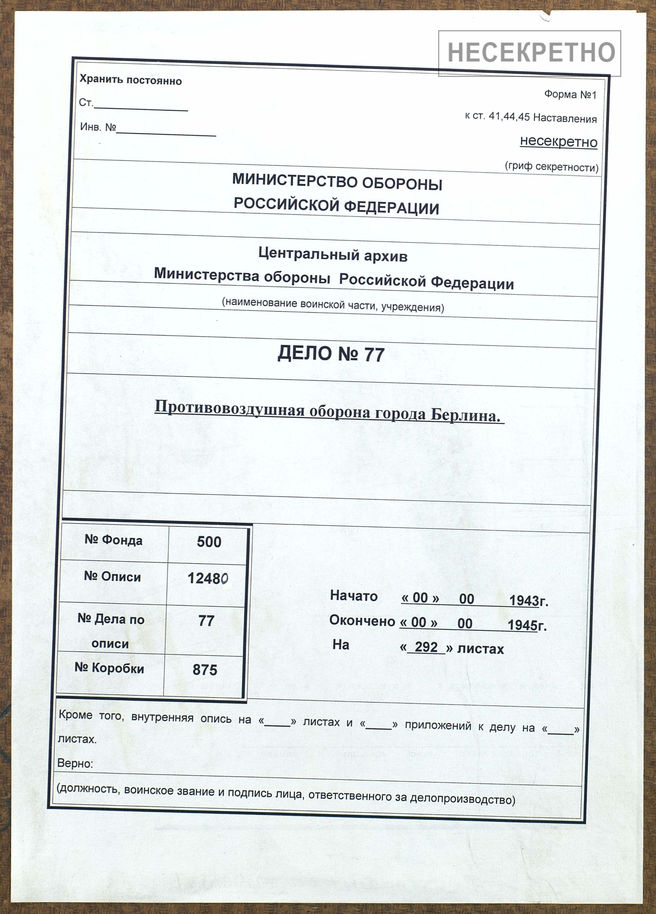 НЕСЕКРЕТНО
Хранить постоянно
Форма №1
Ст.
к ст. 41,44,45 Наставления
Инв. №
несекретно
(гриф секретности)
МИНИСТЕРСТВО ОБОРОНЫ
РОССИЙСКОЙ ФЕДЕРАЦИИ
Центральный архив
Министерства обороны Российской Федерации
(наименование воинской части, учреждения)
ДЕЛО № 77
Противовоздушная оборона города Берлина.
№ Фонда 500
№ Описи 12480
№ Дела по описи 77
№ Коробки 875
Начато « 00 » 00 1943г.
Окончено « 00 » 00 1945г.
На « 292 » листах
Кроме того, внутренняя опись на «____» листах и «____» приложений к делу на «____»
листах.
Верно:
(должность, воинское звание и подпись лица, ответственного за делопроизводство)